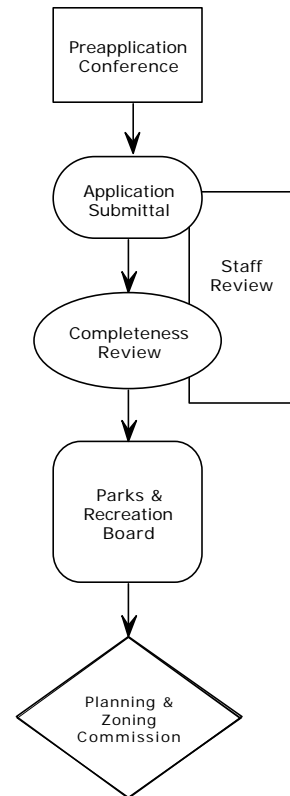 Preapplication
Conference
Application
Submittal
Staff
Review
Completeness
Review
Parks &
Recreation
Board
Planning &
Zoning
Commission